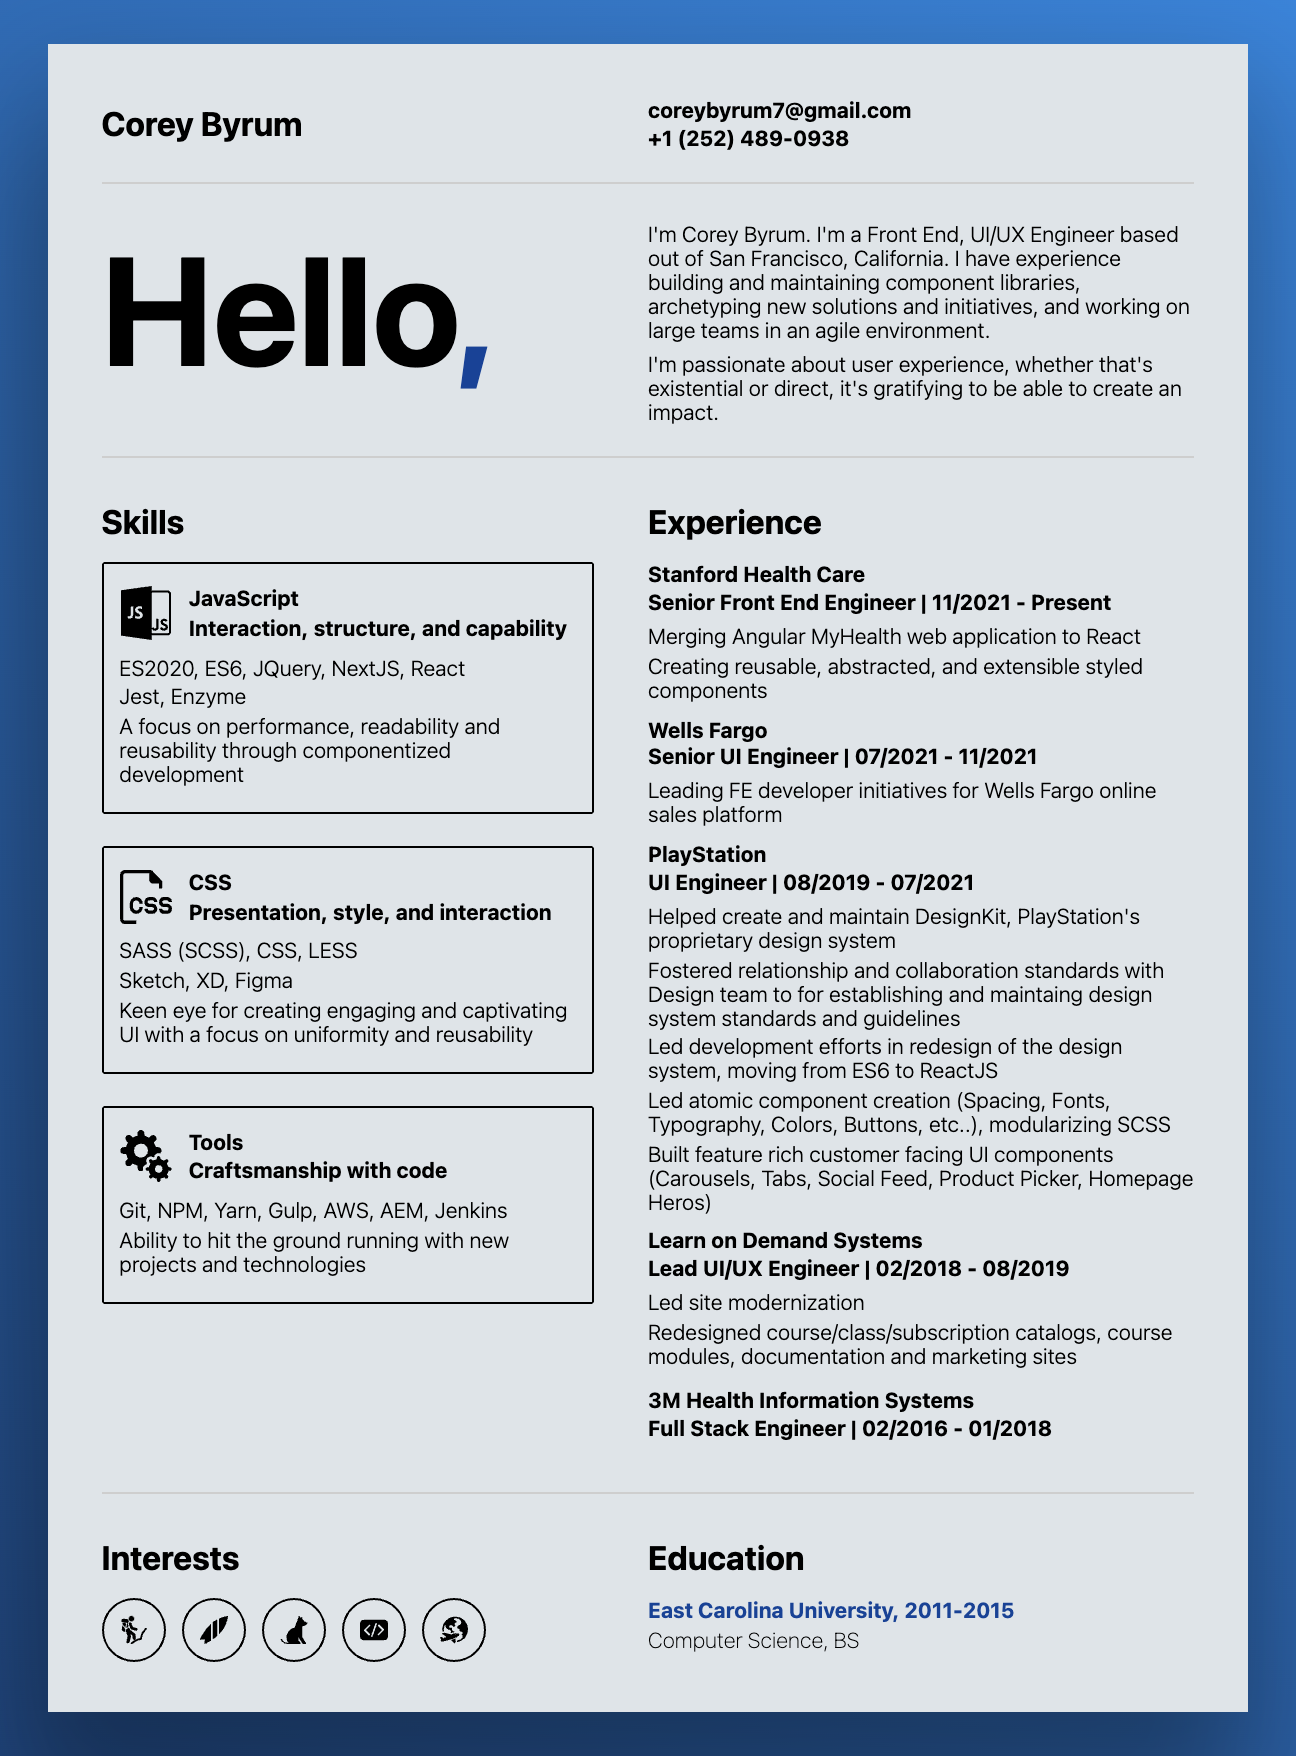 Corey Byrum
coreybyrum7@gmail.com
+1 (252) 489-0938
Hello,
I'm Corey Byrum. I'm a Front End, UI/UX Engineer based
out of San Francisco, California. I have experience
building and maintaining component libraries,
archetyping new solutions and initiatives, and working on
large teams in an agile environment.
I'm passionate about user experience, whether that's
existential or direct, it's gratifying to be able to create an
impact.
Skills
JS
JS
JavaScript
Interaction, structure, and capability
ES2020, ES6, JQuery, NextJS, React
Jest, Enzyme
A focus on performance, readability and
reusability through componentized
development
CSS
CSS
Presentation, style, and interaction
SASS (SCSS), CSS, LESS
Sketch, XD, Figma
Keen eye for creating engaging and captivating
UI with a focus on uniformity and reusability
Tools
Craftsmanship with code
Git, NPM, Yarn, Gulp, AWS, AEM, Jenkins
Ability to hit the ground running with new
projects and technologies
Experience
Stanford Health Care
Senior Front End Engineer | 11/2021 - Present
Merging Angular MyHealth web application to React
Creating reusable, abstracted, and extensible styled
components
Wells Fargo
Senior UI Engineer | 07/2021 - 11/2021
Leading FE developer initiatives for Wells Fargo online
sales platform
PlayStation
UI Engineer | 08/2019 - 07/2021
Helped create and maintain DesignKit, PlayStation's
proprietary design system
Fostered relationship and collaboration standards with
Design team to for establishing and maintaing design
system standards and guidelines
Led development efforts in redesign of the design
system, moving from ES6 to ReactJS
Led atomic component creation (Spacing, Fonts,
Typography, Colors, Buttons, etc..), modularizing SCSS
Built feature rich customer facing UI components
(Carousels, Tabs, Social Feed, Product Picker, Homepage
Heros)
Learn on Demand Systems
Lead UI/UX Engineer | 02/2018 - 08/2019
Led site modernization
Redesigned course/class/subscription catalogs, course
modules, documentation and marketing sites
3M Health Information Systems
Full Stack Engineer | 02/2016 - 01/2018
Interests
</>
Education
East Carolina University, 2011-2015
Computer Science, BS